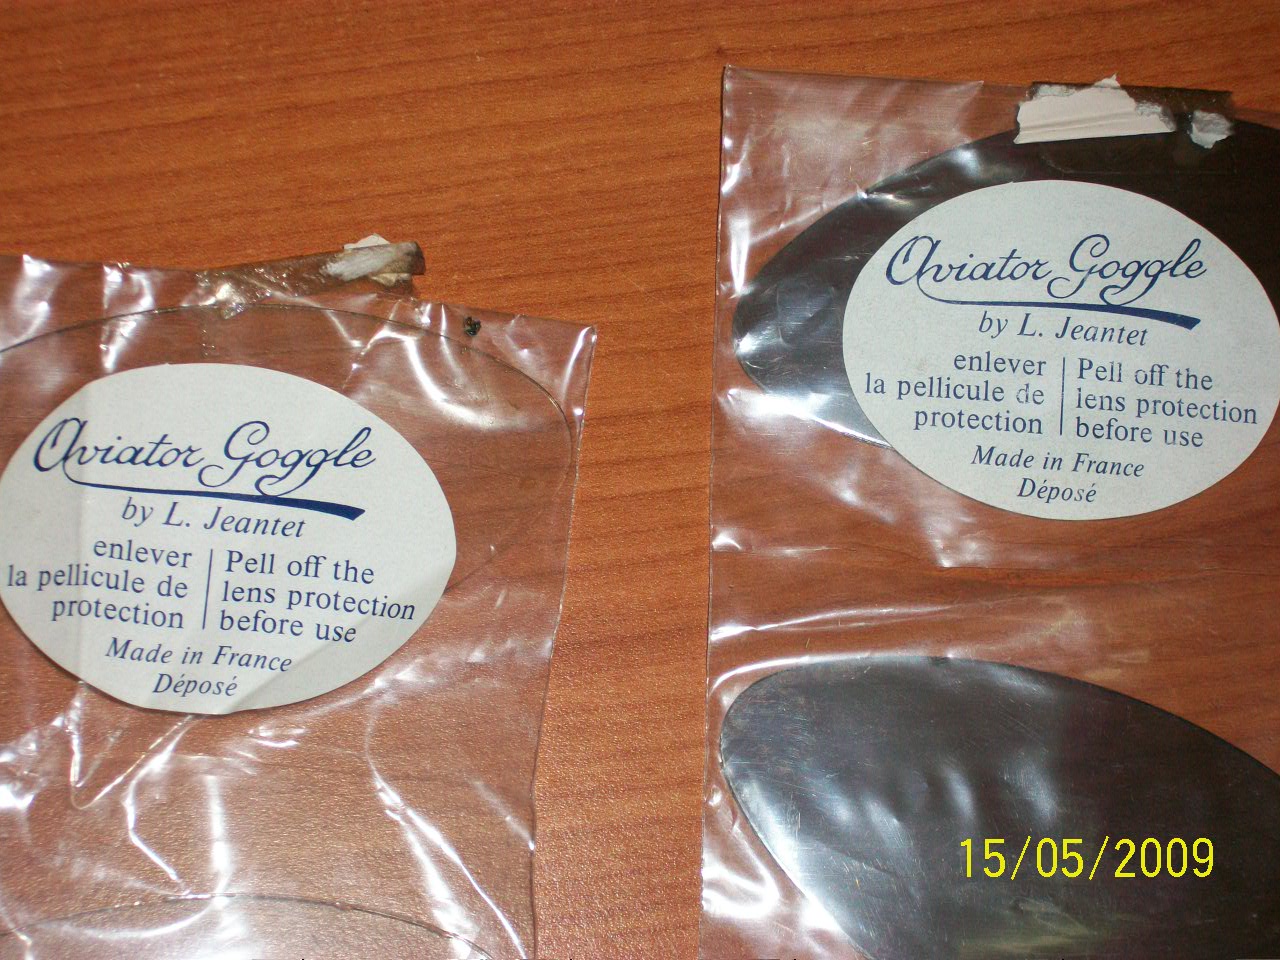 Aviator Goggle
by L. Jeantet
enlever
la pellicule de
protection
Pell off the
lens protection
before use
Made in France
Déposé
Aviator Goggle
by L. Jeantet
enlever
la pellicule de
protection
Pell off the
lens protection
before use
Made in France
Déposé
15/05/2009